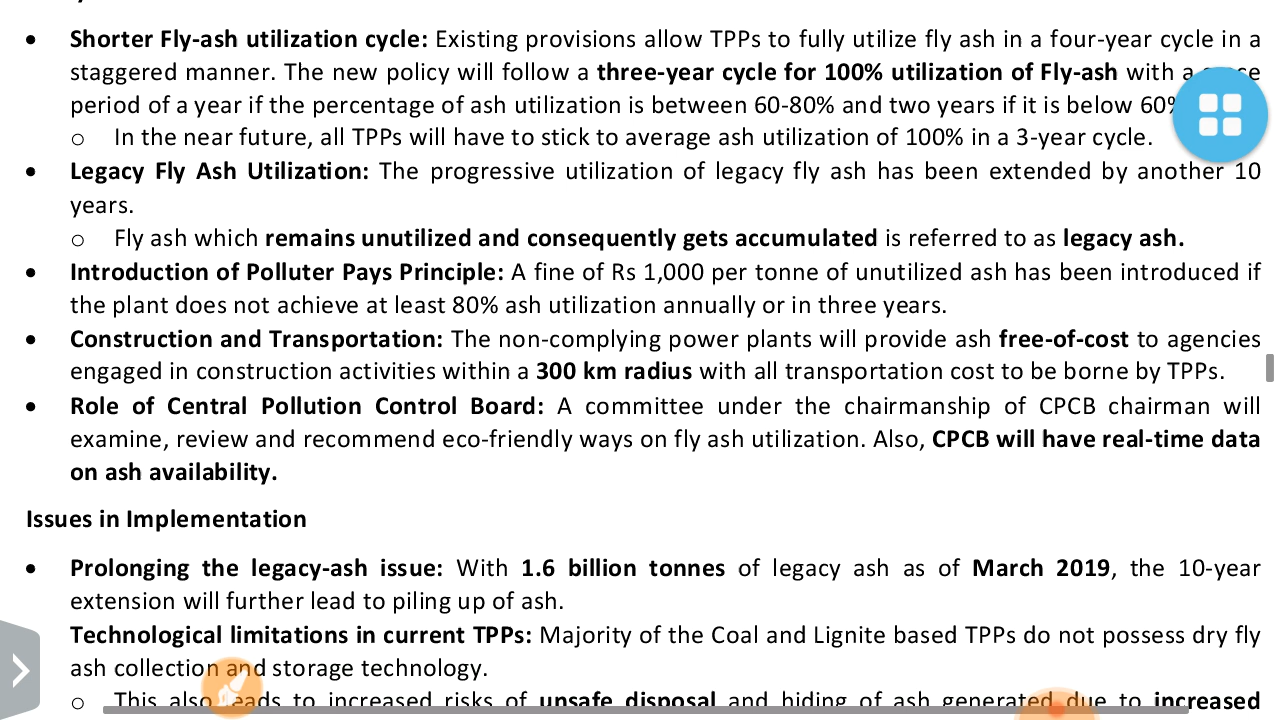 • Shorter Fly-ash utilization cycle: Existing provisions allow TPPs to fully utilize fly ash in a four-year cycle in a
staggered manner. The new policy will follow a three-year cycle for 100% utilization of Fly-ash with a
period of a year if the percentage of ash utilization is between 60-80% and two years if it is below 60%
o In the near future, all TPPs will have to stick to average ash utilization of 100% in a 3-year cycle.
• Legacy Fly Ash Utilization: The progressive utilization of legacy fly ash has been extended by another 10
years.
o Fly ash which remains unutilized and consequently gets accumulated is referred to as legacy ash.
• Introduction of Polluter Pays Principle: A fine of Rs 1,000 per tonne of unutilized ash has been introduced if
the plant does not achieve at least 80% ash utilization annually or in three years.
• Construction and Transportation: The non-complying power plants will provide ash free-of-cost to agencies
engaged in construction activities within a 300 km radius with all transportation cost to be borne by TPPs.
• Role of Central Pollution Control Board: A committee under the chairmanship of CPCB chairman will
examine, review and recommend eco-friendly ways on fly ash utilization. Also, CPCB will have real-time data
on ash availability.
Issues in Implementation
• Prolonging the legacy-ash issue: With 1.6 billion tonnes of legacy ash as of March 2019, the 10-year
extension will further lead to piling up of ash.
Technological limitations in current TPPs: Majority of the Coal and Lignite based TPPs do not possess dry fly
ash collection and storage technology.
o This also leads to increased risks of unsafe disposal and hiding of ash generated due to increased